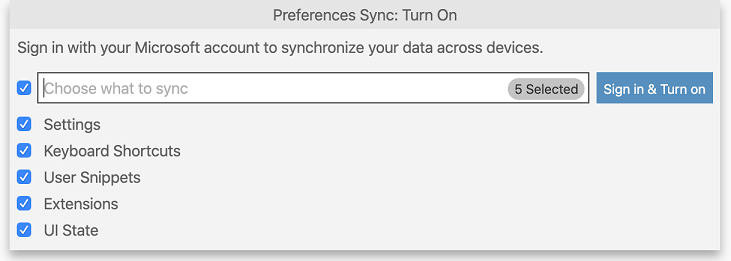 Preferences Sync: Turn On
Sign in with your Microsoft account to synchronize your data across devices.
Choose what to sync 5 Selected Sign in & Turn on
Settings
Keyboard Shortcuts
User Snippets
Extensions
UI State